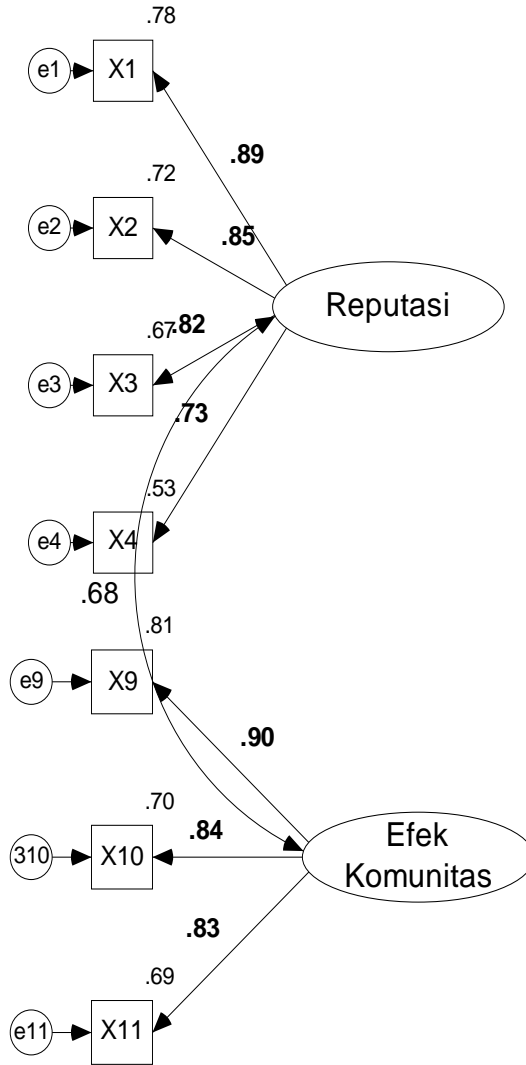 .78
e1
X1
.89
.72
e2
X2
.85
Reputasi
.67
.82
e3
X3
.73
.53
e4
X4
.68
.81
e9
X9
.90
.70
310
X10
.84
Efek
Komunitas
.83
.69
e11
X11